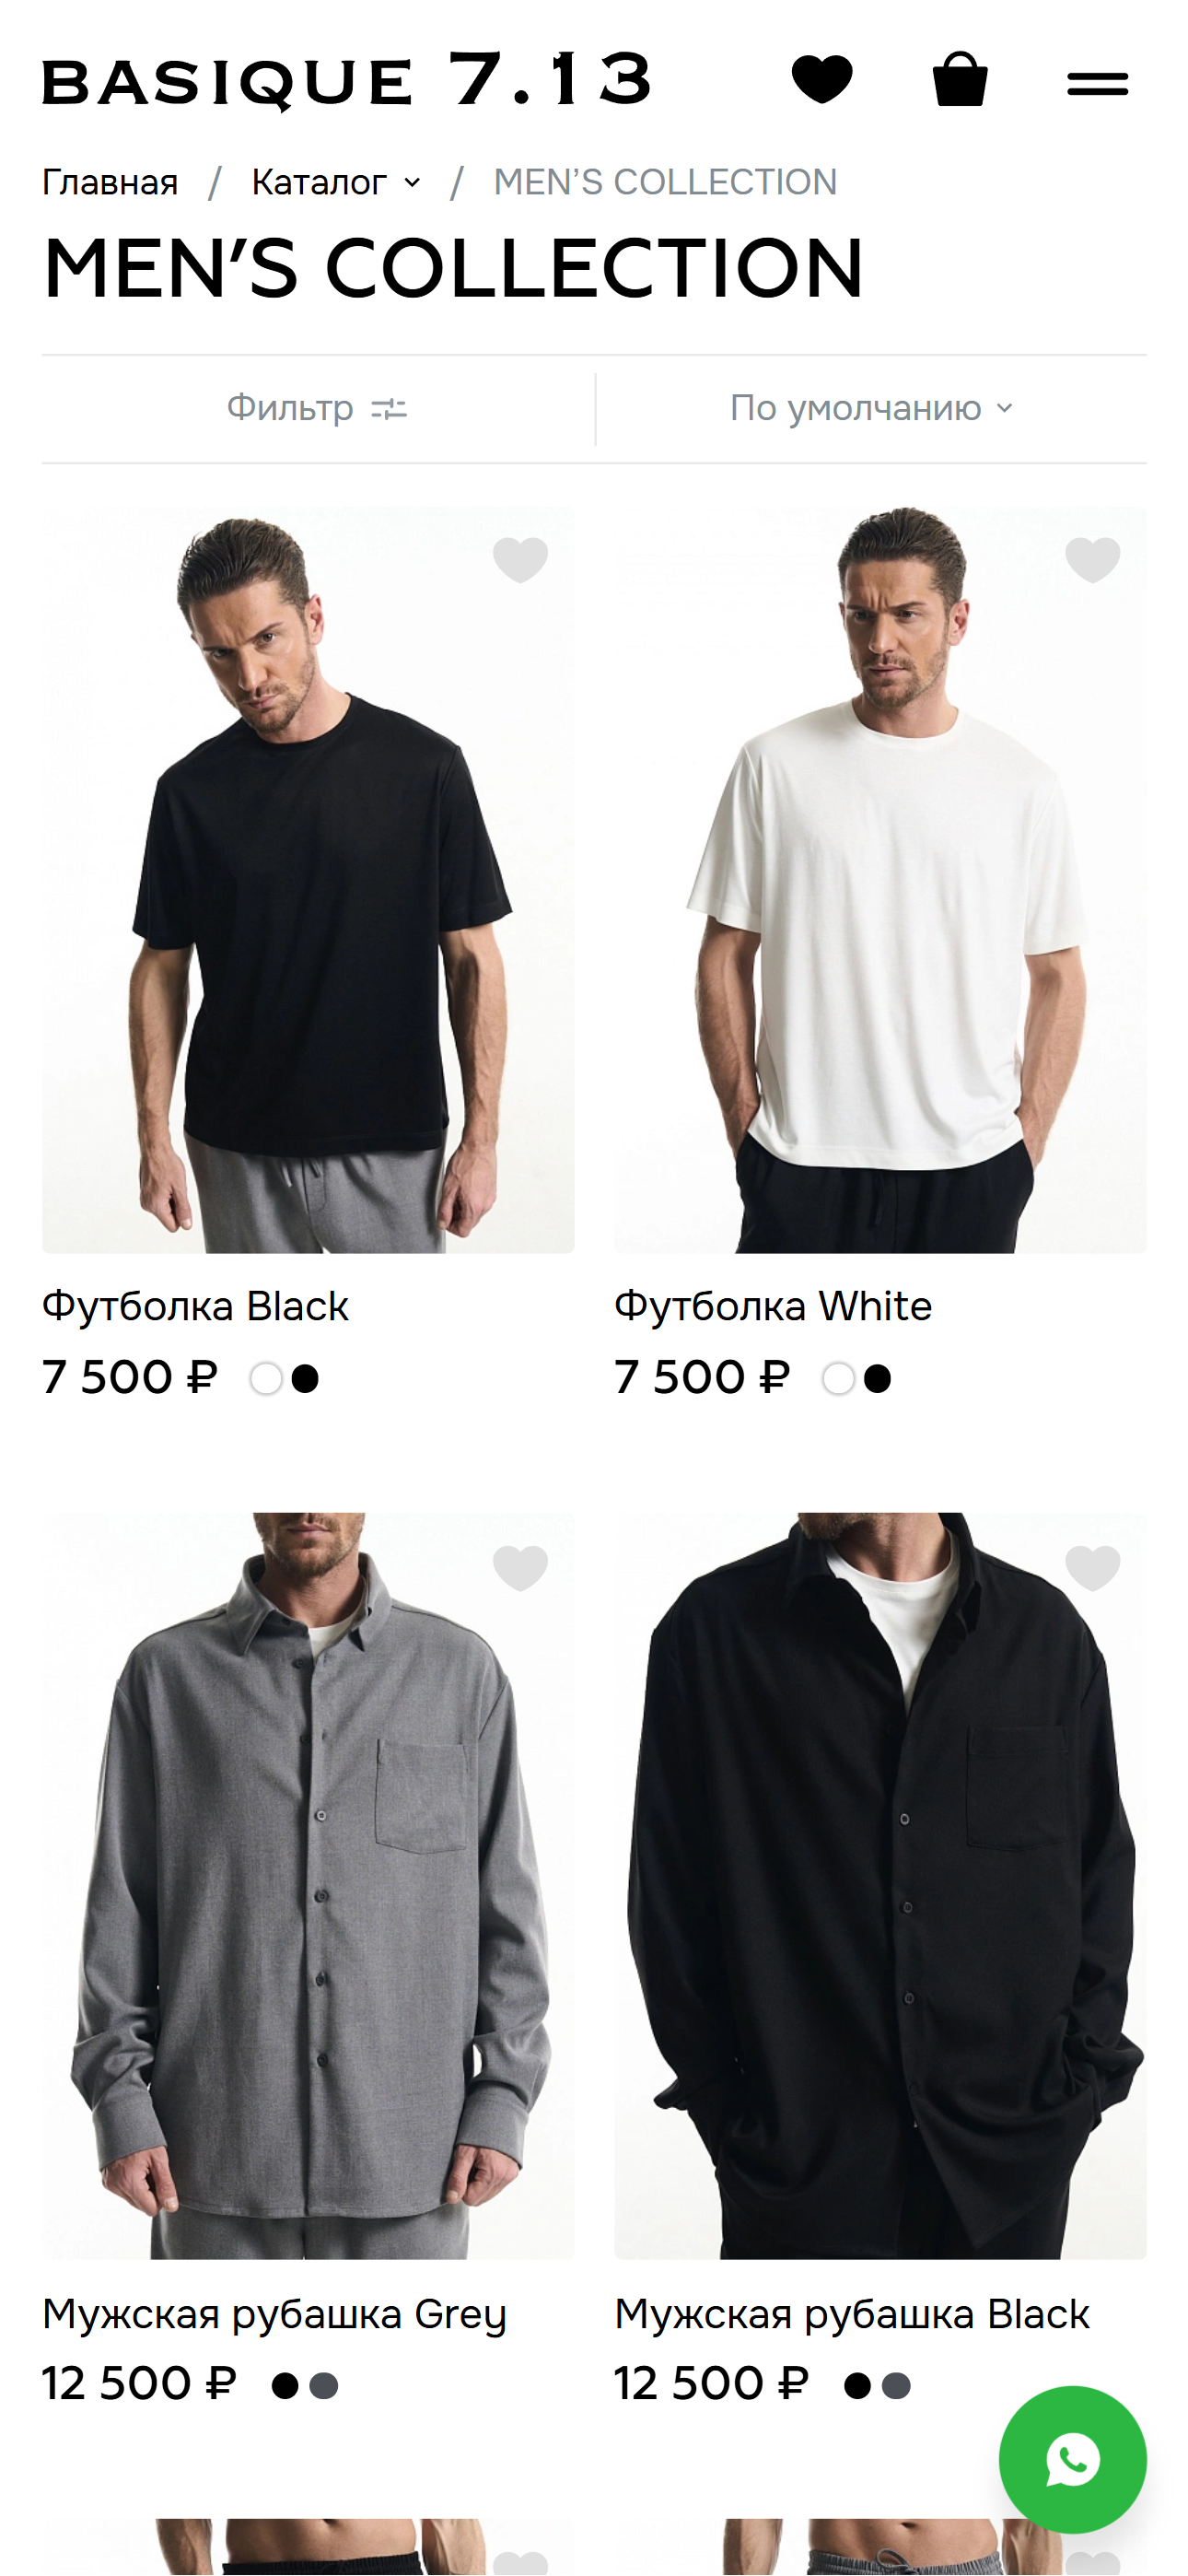 BASIQUE 7.13
Главная / Каталог / MEN’S COLLECTION
MEN’S COLLECTION
Фильтр
По умолчанию
Футболка Black
7 500 ₽
Футболка White
7 500 ₽
Мужская рубашка Grey
12 500 ₽
Мужская рубашка Black
12 500 ₽